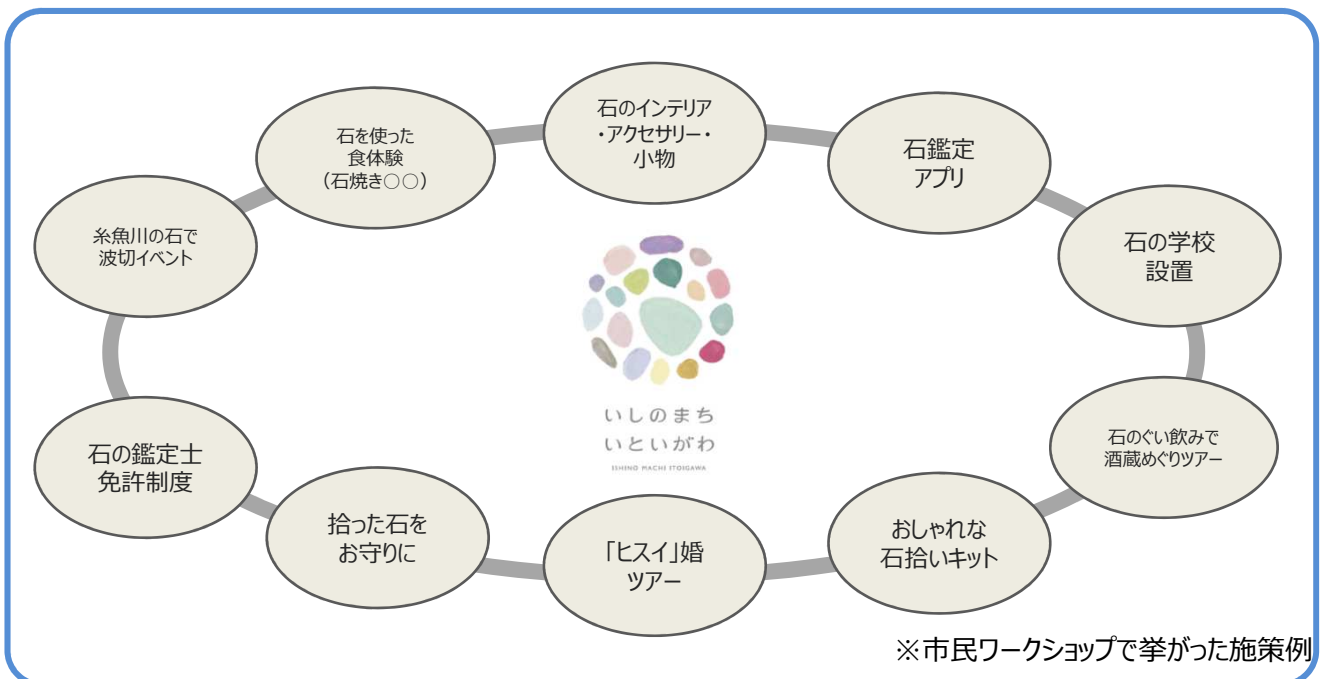 石のインテリア
・アクセサリー・
小物
石鑑定
アプリ
石の学校
設置
石のぐい飲みで
酒蔵めぐりツアー
おしゃれな
石拾いキット
「ヒスイ」婚
ツアー
拾った石を
お守りに
石の鑑定士
免許制度
糸魚川の石で
波切イベント
石を使った
食体験
（石焼き○○）
いしのまち
いといがわ
ISHINO MACHI ITOIGAWA
※市民ワークショップで挙がった施策例